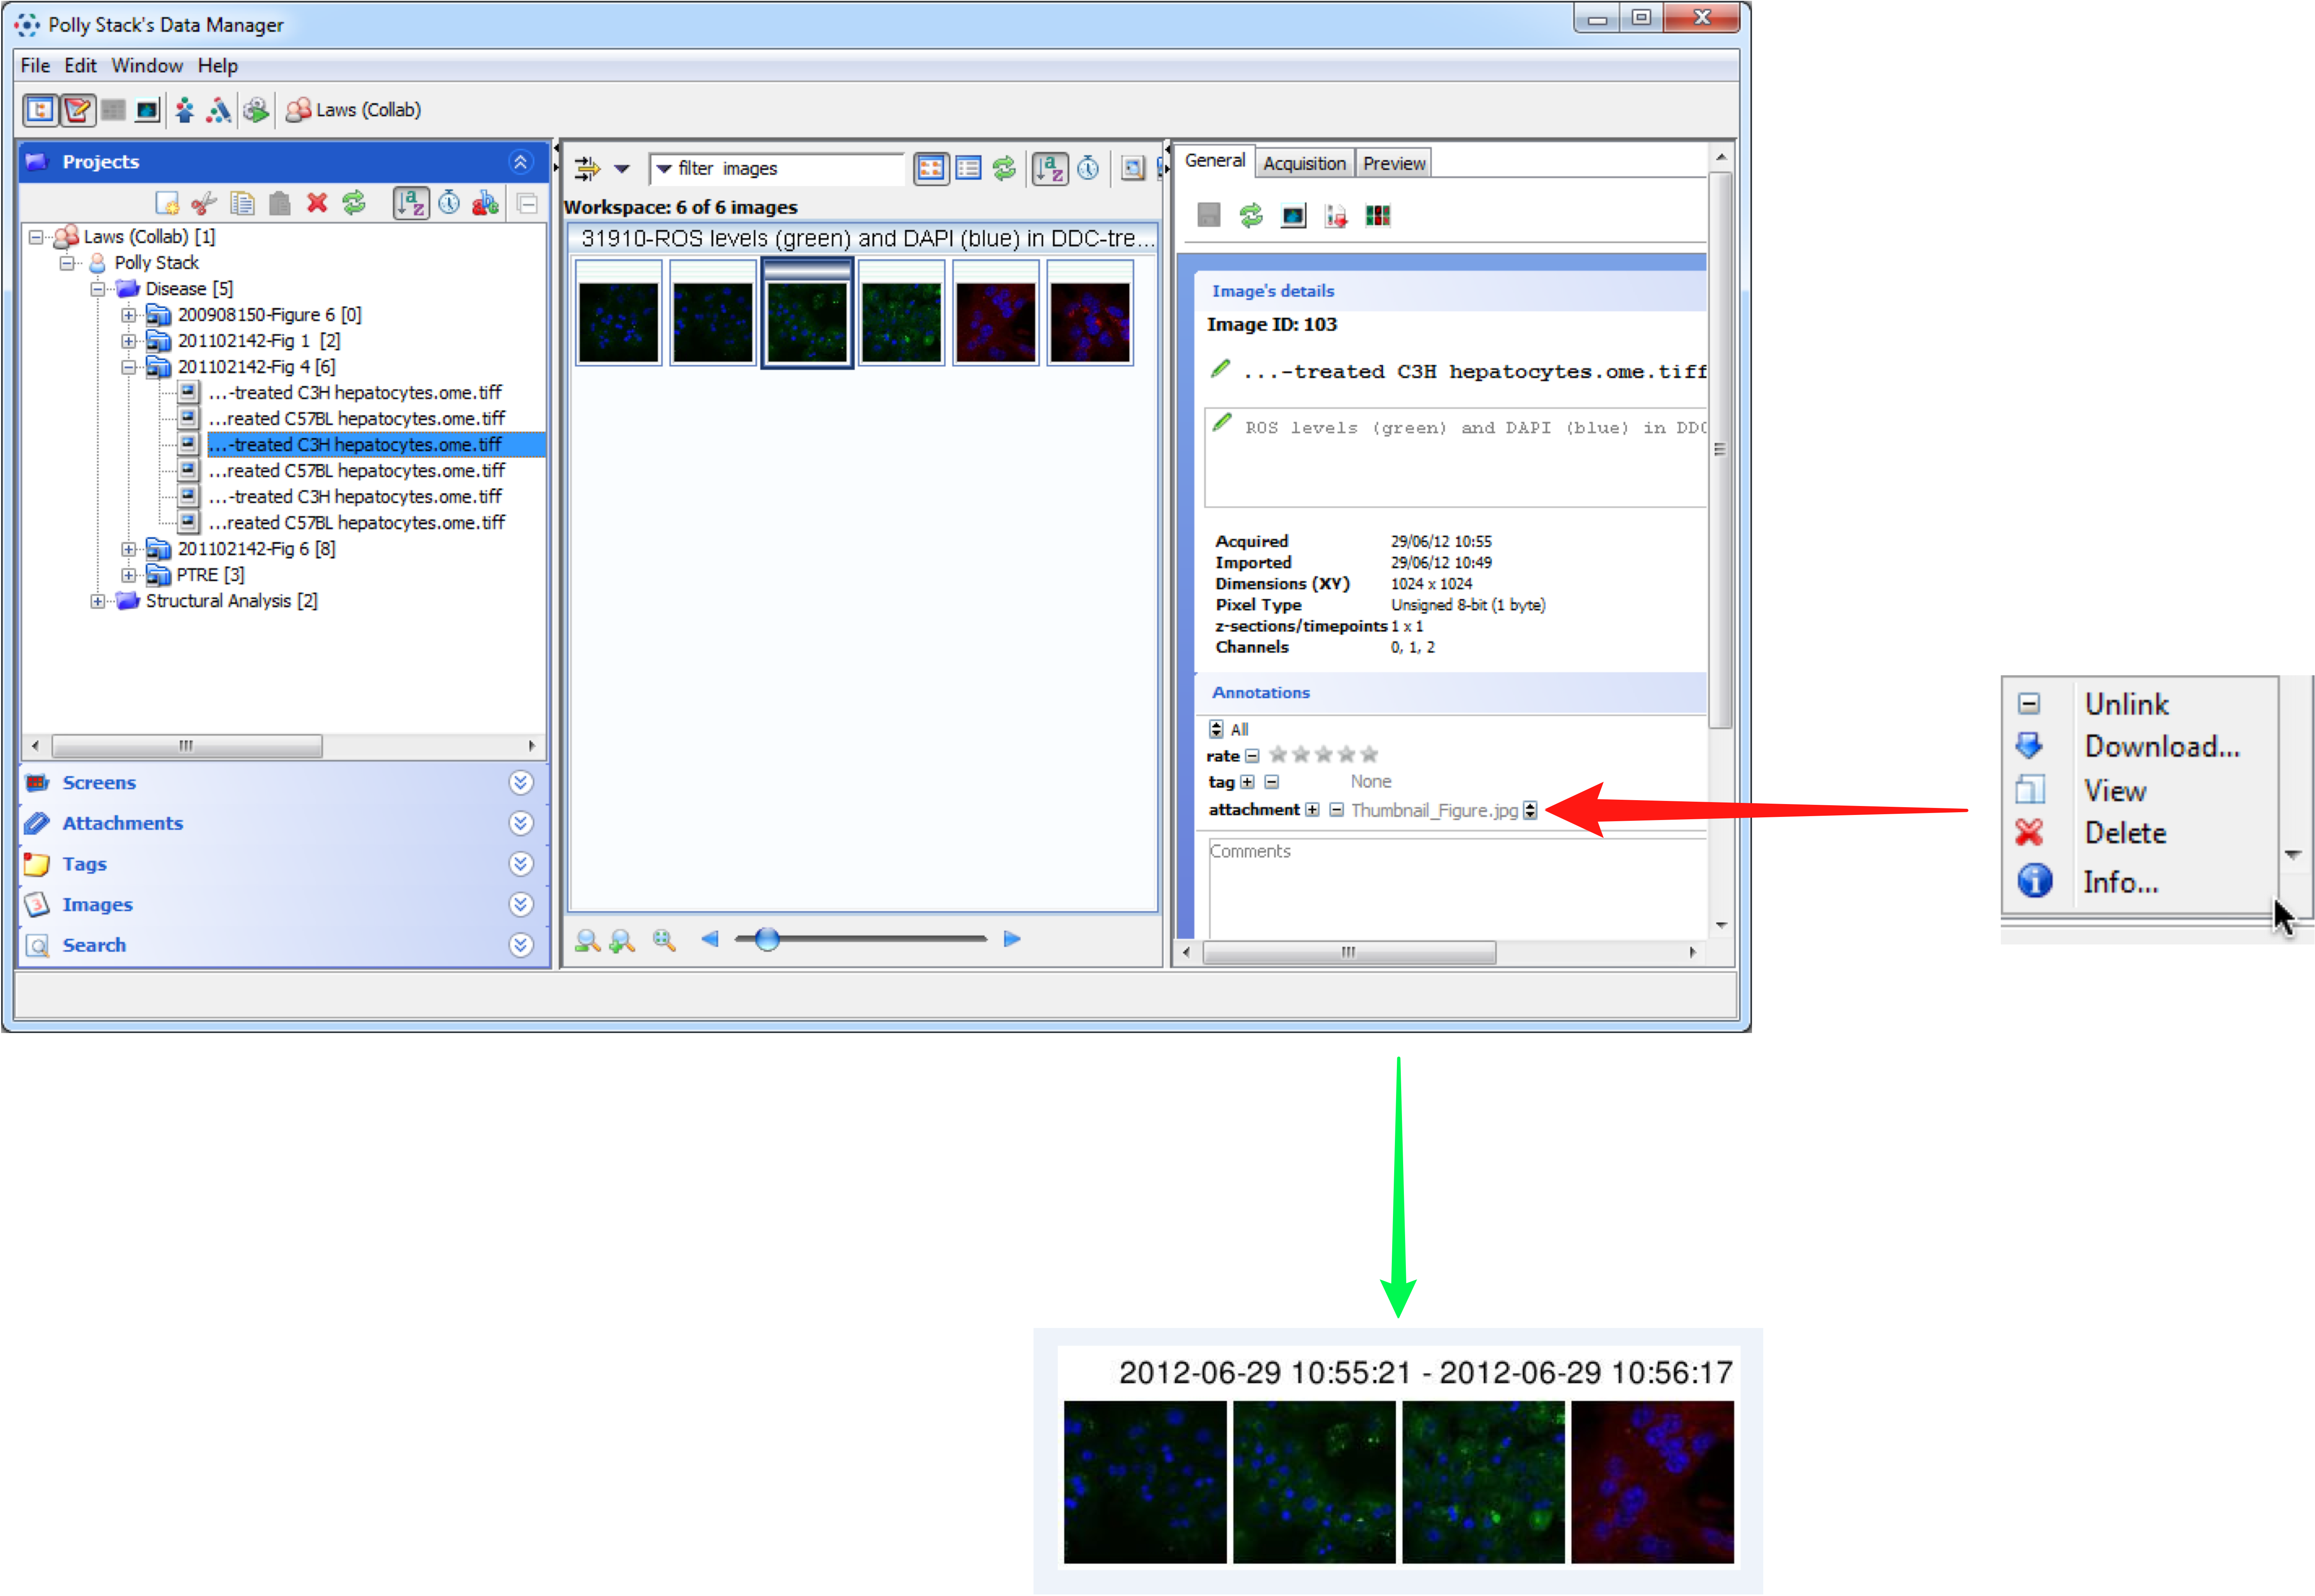 Polly Stack's Data Manager
File Edit Window Help
Laws (Collab)
Projects
Laws (Collab) [1]
Polly Stack
Disease [5]
200908150-Figure 6 [0]
201102142-Fig 1 [2]
201102142-Fig 4 [6]
...-treated C3H hepatocytes.ome.tiff
...reated C57BL hepatocytes.ome.tiff
...-treated C3H hepatocytes.ome.tiff
...reated C57BL hepatocytes.ome.tiff
...-treated C3H hepatocytes.ome.tiff
...reated C57BL hepatocytes.ome.tiff
201102142-Fig 6 [8]
PTRE [3]
Structural Analysis [2]
Screens
Attachments
Tags
Images
Search
filter images
Workspace: 6 of 6 images
31910-ROS levels (green) and DAPI (blue) in DDC-tre...
General Acquisition Preview
Image's details
Image ID: 103
...-treated C3H hepatocytes.ome.tiff
ROS levels (green) and DAPI (blue) in DDC
Acquired 29/06/12 10:55
Imported 29/06/12 10:49
Dimensions (XY) 1024 x 1024
Pixel Type Unsigned 8-bit (1 byte)
z-sections/timepoints 1 x 1
Channels 0, 1, 2
Annotations
All
rate
tag None
attachment Thumbnail_Figure.jpg
Comments
Unlink
Download...
View
Delete
Info...
2012-06-29 10:55:21 - 2012-06-29 10:56:17